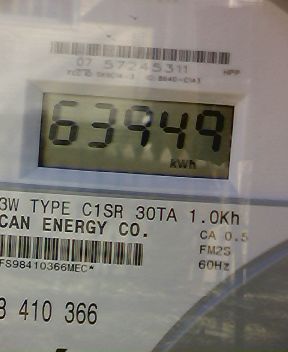 07 57245311
HPP
63949
kWh
3W TYPE C1SR 30TA 1.0Kh
CAN ENERGY CO.
CA 0.5
FM2S
FS98410366MEC*
60Hz
410 366